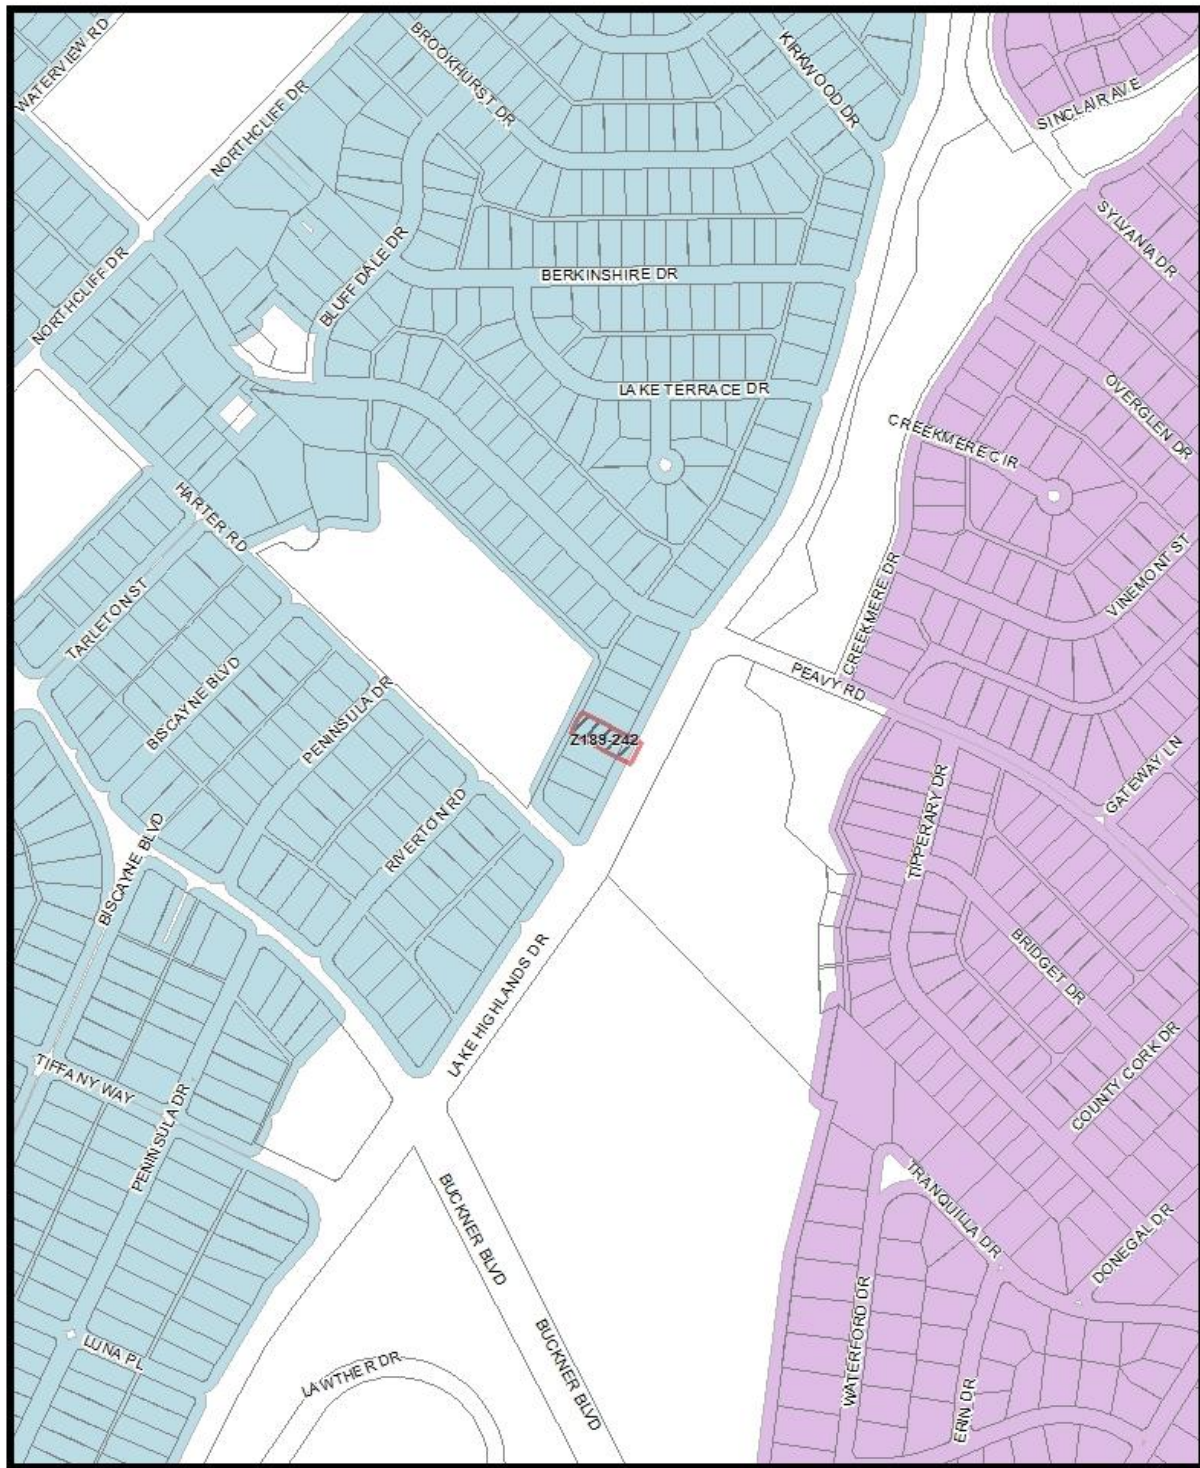 WATERVIEW RD
NORTHCLIFF DR
BROOKHURST DR
KIRKWOOD DR
SINCLAIR AVE
NORTHCLIFF DR
BLUFFDALE DR
BERKINSHIRE DR
SYLVANIA DR
LAKE TERRACE DR
OVERGLEN DR
CREEKMERE CIR
HARTER RD
VINEMONT ST
TARLETON ST
CREEKMERE DR
BISCAYNE BLVD
PENINSULA DR
PEAVY RD
Z189-242
GATEWAY LN
RIVERTON RD
TIPPERARY DR
BISCAYNE BLVD
BRIDGET DR
LAKE HIGHLANDS DR
TIFFANY WAY
PENINSULA DR
COUNTY CORK DR
TRANQUILLA DR
BUCKNER BLVD
DONEGAL DR
WATERFORD DR
LUNA PL
BUCKNER BLVD
LAWTHER DR
ERIN DR